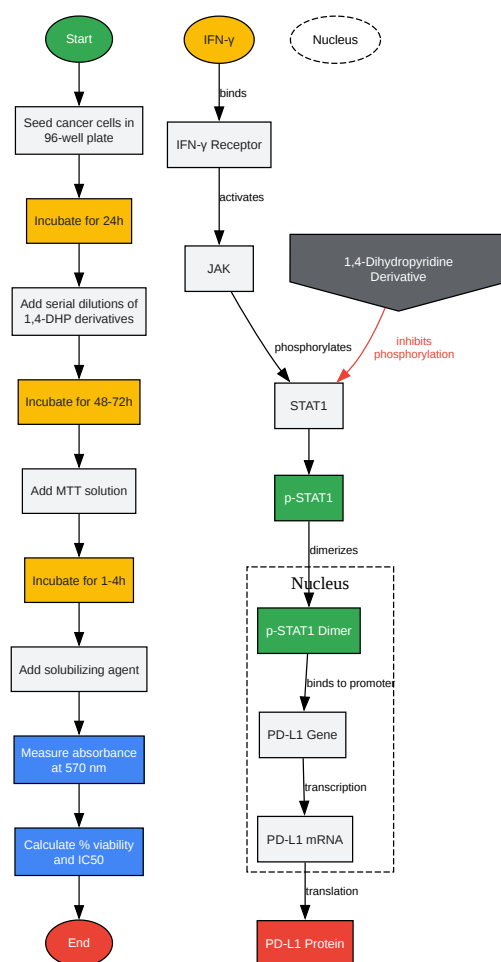 Start
Seed cancer cells in
96-well plate
Incubate for 24h
Add serial dilutions of
1,4-DHP derivatives
Incubate for 48-72h
Add MTT solution
Incubate for 1-4h
Add solubilizing agent
Measure absorbance
at 570 nm
Calculate % viability
and IC50
End
IFN-γ
binds
IFN-γ Receptor
activates
JAK
phosphorylates
Nucleus
1,4-Dihydropyridine
Derivative
inhibits
phosphorylation
STAT1
p-STAT1
dimerizes
Nucleus
p-STAT1 Dimer
binds to promoter
PD-L1 Gene
transcription
PD-L1 mRNA
translation
PD-L1 Protein